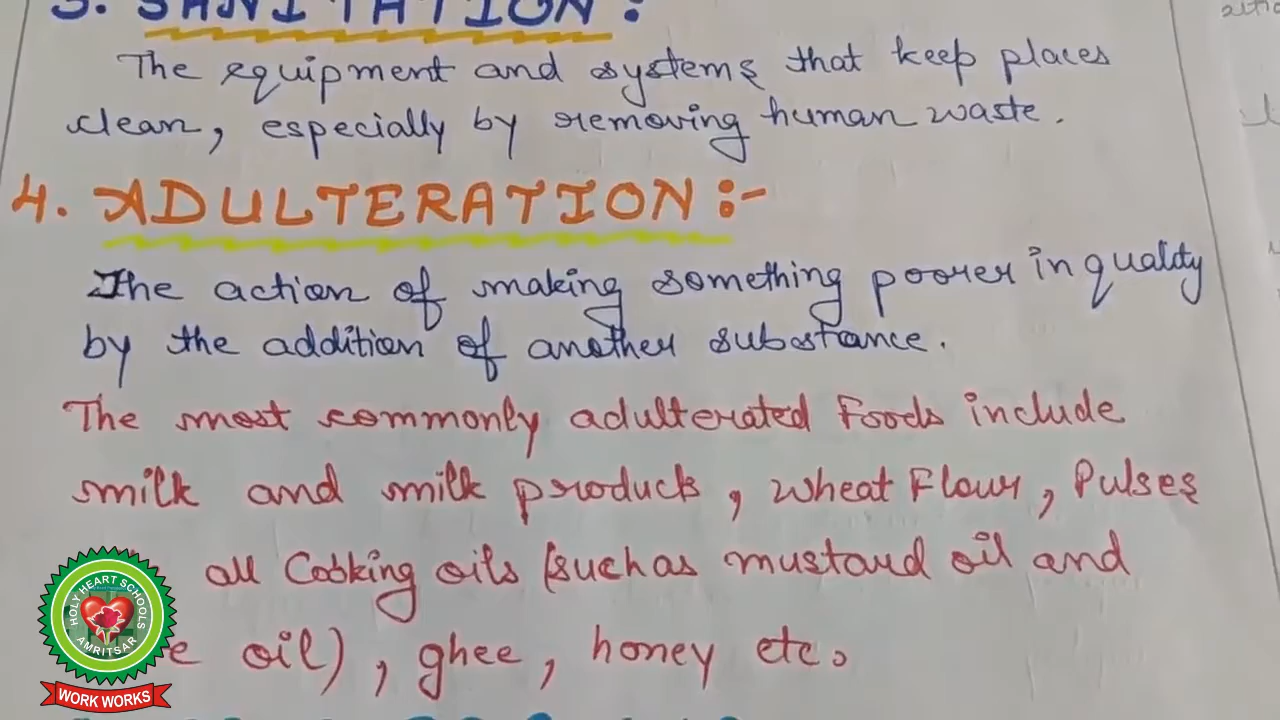 SANITATION :
The equipment and systems that keep places
clean, especially by removing human waste.
4. ADULTERATION :-
The action of making something poorer in quality
by the addition of another substance.
The most commonly adulterated Foods include
milk and milk products, wheat Flour, Pulses
all Cooking oils (such as mustard oil and
oil), ghee, honey etc.
HOLY HEART SCHOOLS
AMRITSAR
WORK WORKS